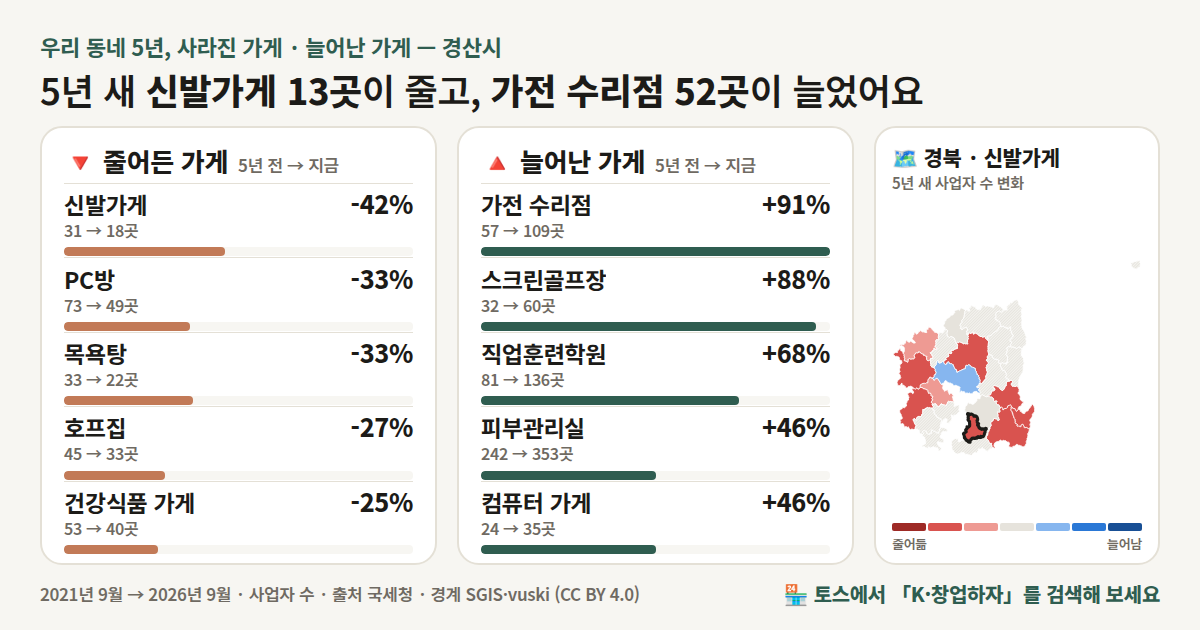 우리 동네 5년, 사라진 가게 · 늘어난 가게 — 경산시
5년 새 신발가게 13곳이 줄고, 가전 수리점 52곳이 늘었어요
🔻 줄어든 가게 5년 전 → 지금
신발가게 -42%
31 → 18곳
PC방 -33%
73 → 49곳
목욕탕 -33%
33 → 22곳
호프집 -27%
45 → 33곳
건강식품 가게 -25%
53 → 40곳
🔺 늘어난 가게 5년 전 → 지금
가전 수리점 +91%
57 → 109곳
스크린골프장 +88%
32 → 60곳
직업훈련학원 +68%
81 → 136곳
피부관리실 +46%
242 → 353곳
컴퓨터 가게 +46%
24 → 35곳
🗺️ 경북 · 신발가게
5년 새 사업자 수 변화
줄어듦 늘어남
2021년 9월 → 2026년 9월 · 사업자 수 · 출처 국세청 · 경계 SGIS·vuski (CC BY 4.0)
🏪 토스에서 「K·창업하자」를 검색해 보세요